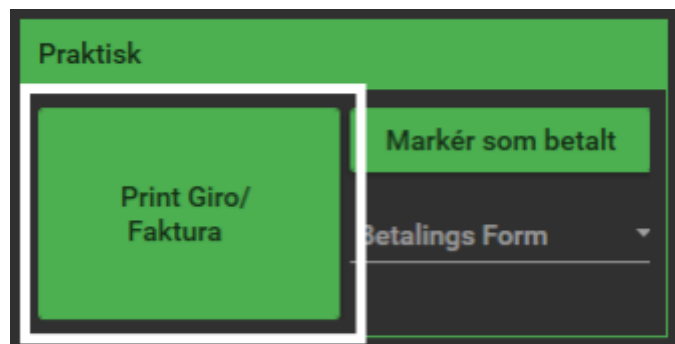 Praktisk
Print Giro/
Faktura
Markér som betalt
Betalings Form